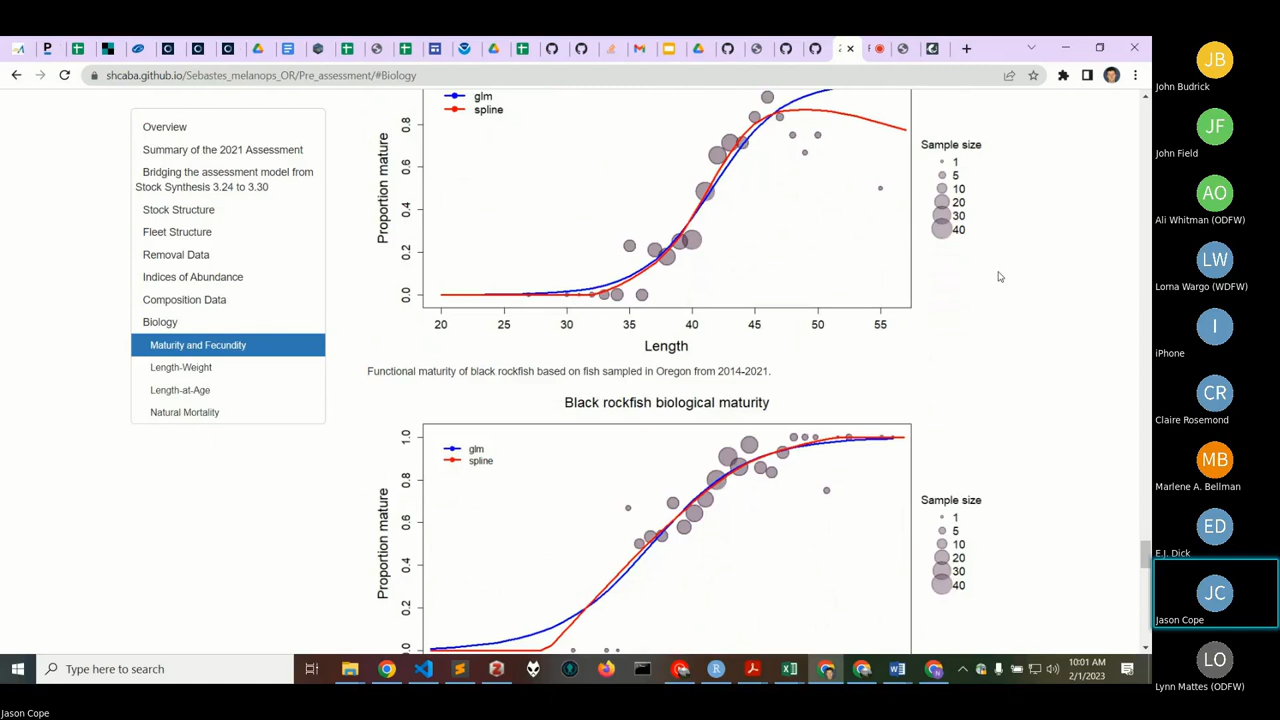 shcaba.github.io/Sebastes_melanops_OR/Pre_assessment/#Biology
Overview
Summary of the 2021 Assessment
Bridging the assessment model from
Stock Synthesis 3.24 to 3.30
Stock Structure
Fleet Structure
Removal Data
Indices of Abundance
Composition Data
Biology
Maturity and Fecundity
Length-Weight
Length-at-Age
Natural Mortality
glm
spline
Proportion mature
0.8
0.6
0.4
0.2
0.0
20 25 30 35 40 45 50 55
Length
Sample size
1
5
10
20
30
40
Functional maturity of black rockfish based on fish sampled in Oregon from 2014-2021.
Black rockfish biological maturity
glm
spline
Proportion mature
1.0
0.8
0.6
0.4
0.2
0.0
Sample size
1
5
10
20
30
40
Type here to search
10:01 AM
2/1/2023
JB
John Budrick
JF
John Field
AO
Ali Whitman (ODFW)
LW
Lorna Wargo (WDFW)
I
iPhone
CR
Claire Rosemond
MB
Marlene A. Bellman
ED
E.J. Dick
JC
Jason Cope
LO
Lynn Mattes (ODFW)
Jason Cope